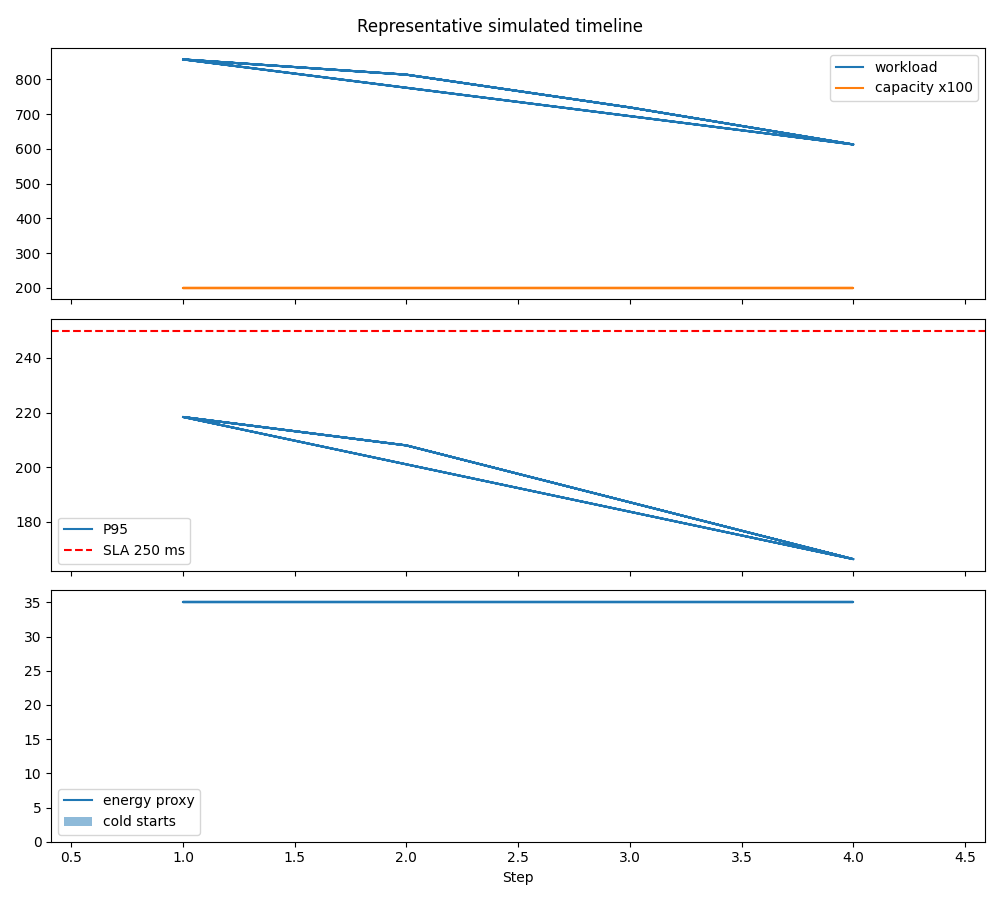 Representative simulated timeline
800
700
600
500
400
300
200
workload
capacity x100
240
220
200
180
P95
SLA 250 ms
35
30
25
20
15
10
5
0
energy proxy
cold starts
0.5 1.0 1.5 2.0 2.5 3.0 3.5 4.0 4.5
Step